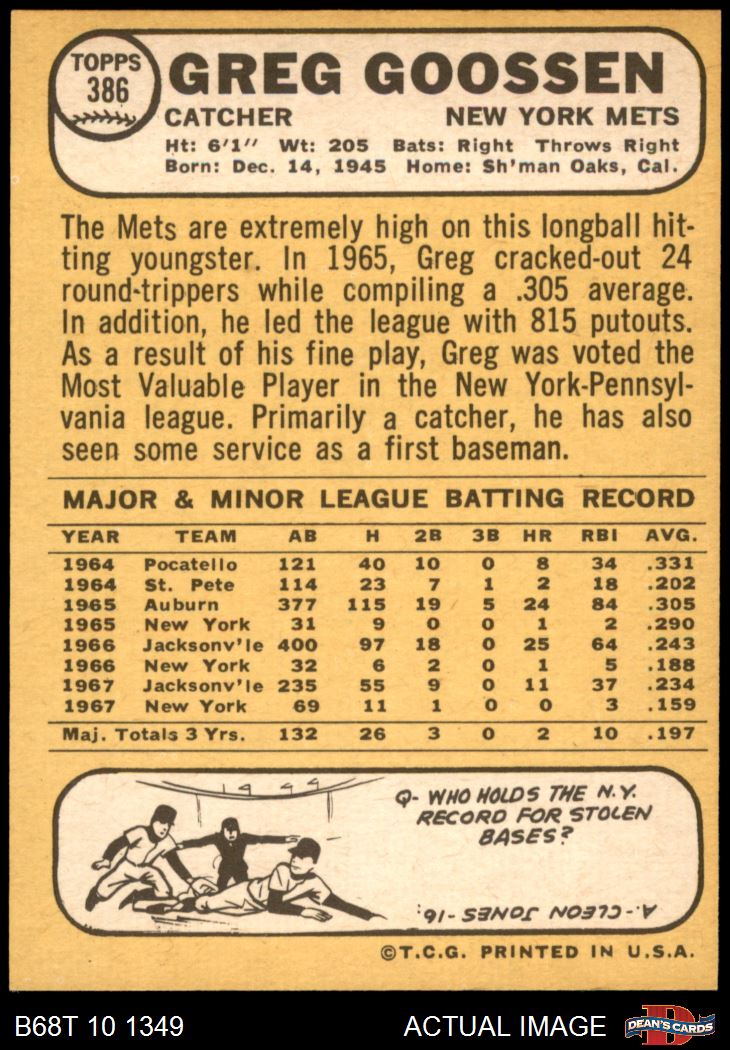 TOPPS
386
GREG GOOSSEN
CATCHER NEW YORK METS
Ht: 6'1" Wt: 205 Bats: Right Throws Right
Born: Dec. 14, 1945 Home: Sh'man Oaks, Cal.
The Mets are extremely high on this longball hit-
ting youngster. In 1965, Greg cracked-out 24
round-trippers while compiling a .305 average.
In addition, he led the league with 815 putouts.
As a result of his fine play, Greg was voted the
Most Valuable Player in the New York-Pennsyl-
vania league. Primarily a catcher, he has also
seen some service as a first baseman.
MAJOR & MINOR LEAGUE BATTING RECORD
YEAR TEAM AB H 2B 3B HR RBI AVG.
1964 Pocatello 121 40 10 0 8 34 .331
1964 St. Pete 114 23 7 1 2 18 .202
1965 Auburn 377 115 19 5 24 84 .305
1965 New York 31 9 0 0 1 2 .290
1966 Jacksonv'le 400 97 18 0 25 64 .243
1966 New York 32 6 2 0 1 5 .188
1967 Jacksonv'le 235 55 9 0 11 37 .234
1967 New York 69 11 1 0 0 3 .159
Maj. Totals 3 Yrs. 132 26 3 0 2 10 .197
Q- WHO HOLDS THE N.Y.
RECORD FOR STOLEN
BASES?
A.- CLEON JONES -16.
©T.C.G. PRINTED IN U.S.A.
B68T 10 1349 ACTUAL IMAGE
D
DEAN'S CARDS